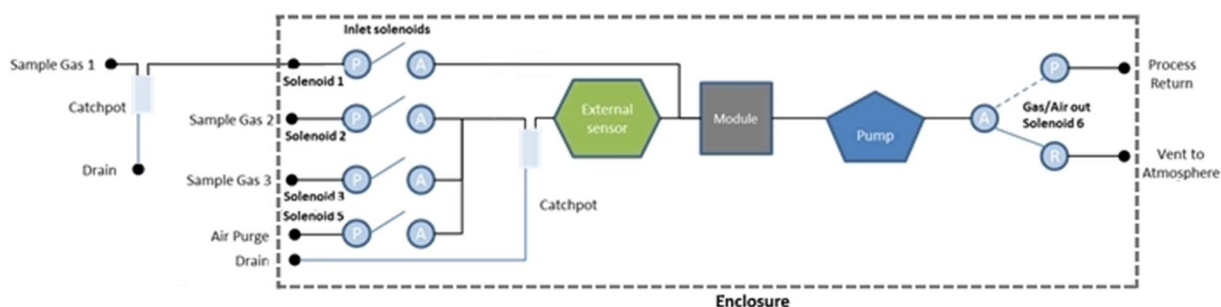 Inlet solenoids
Sample Gas 1
P
A
Solenoid 1
Catchpot
Sample Gas 2
P
A
Solenoid 2
External
sensor
Module
Pump
A
P
Process
Return
Gas/Air out
Solenoid 6
R
Vent to
Atmosphere
Drain
Sample Gas 3
P
A
Solenoid 3
Solenoid 5
Catchpot
Air Purge
P
A
Drain
Enclosure